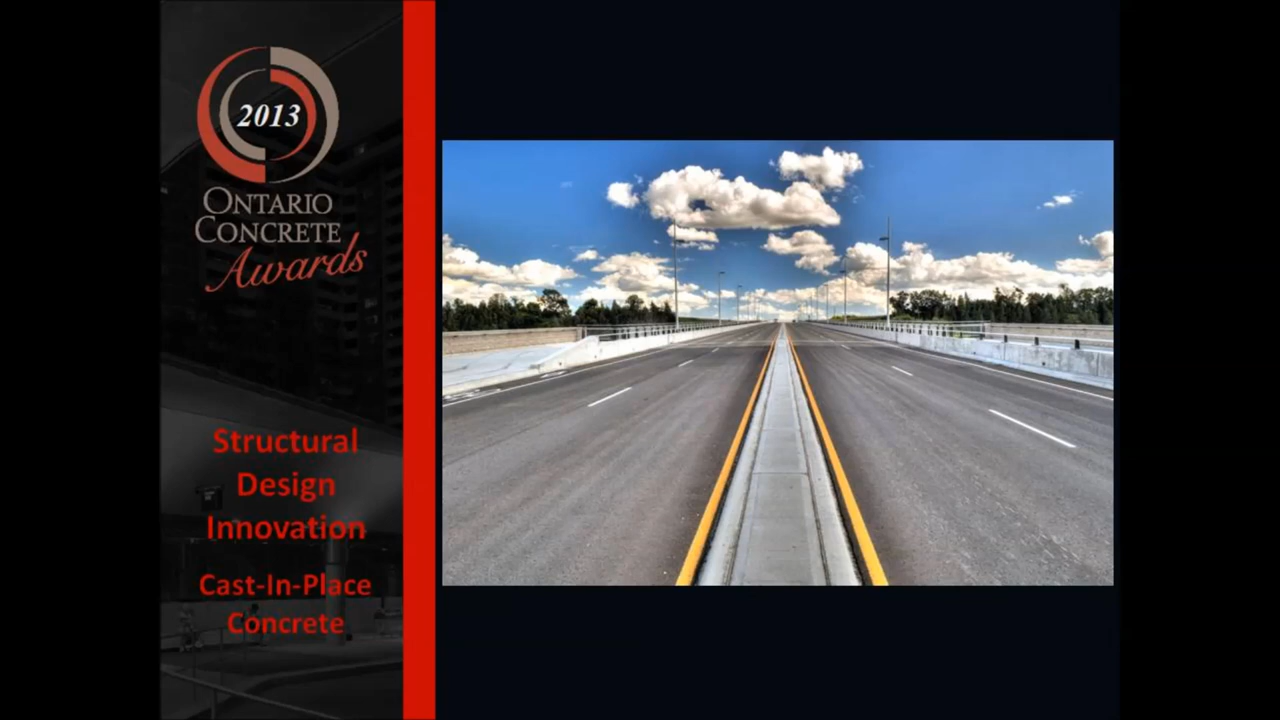 2013
ONTARIO
CONCRETE
Awards
Structural
Design
Innovation
Cast-In-Place
Concrete